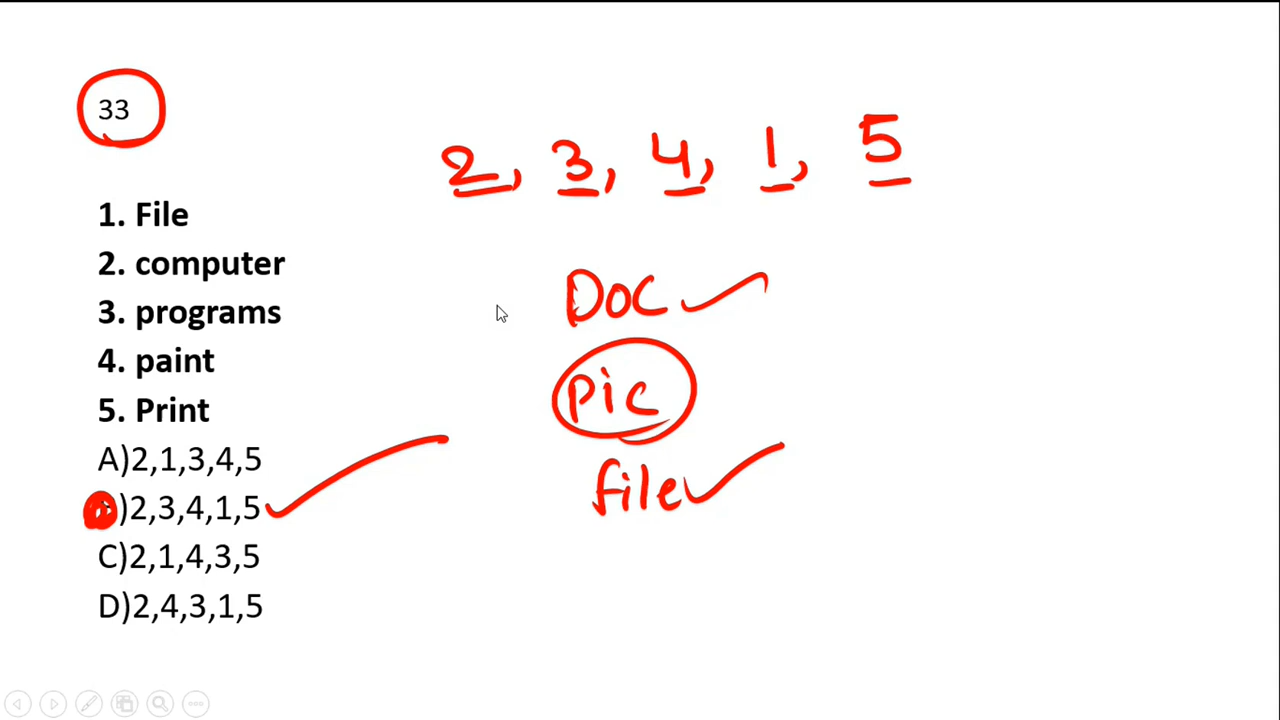 33
2, 3, 4, 1, 5
1. File
2. computer
3. programs
4. paint
5. Print
A)2,1,3,4,5
)2,3,4,1,5
C)2,1,4,3,5
D)2,4,3,1,5
Doc
Pic
file